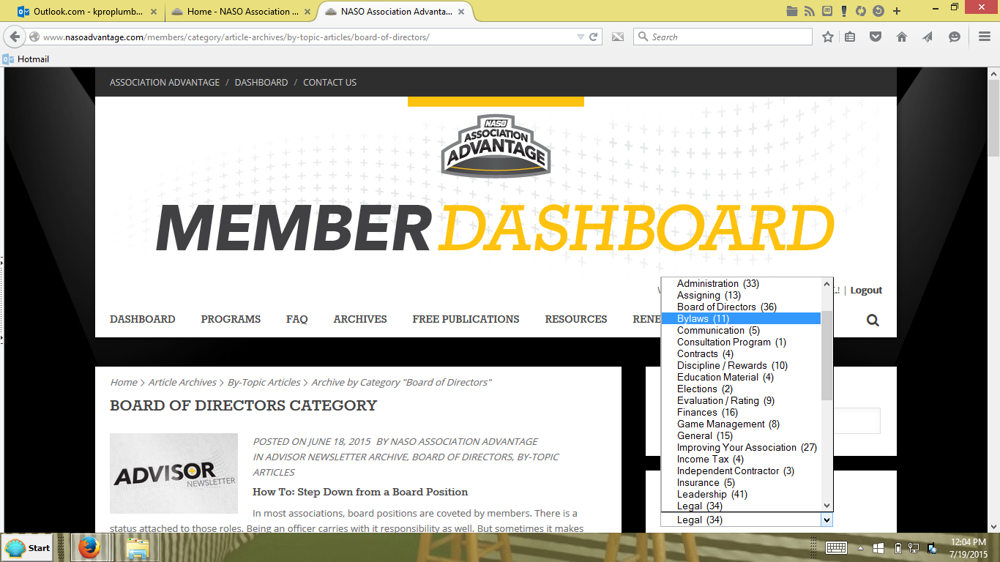 Outlook.com - kproplumb...
Home - NASO Association ...
NASO Association Advanta...
www.nasoadvantage.com/members/category/article-archives/by-topic-articles/board-of-directors/
Search
Hotmail
ASSOCIATION ADVANTAGE / DASHBOARD / CONTACT US
NASO
ASSOCIATION
ADVANTAGE
MEMBER DASHBOARD
| Logout
DASHBOARD PROGRAMS FAQ ARCHIVES FREE PUBLICATIONS RESOURCES RENE
Administration (33)
Assigning (13)
Board of Directors (36)
Bylaws (11)
Communication (5)
Consultation Program (1)
Contracts (4)
Discipline / Rewards (10)
Education Material (4)
Elections (2)
Evaluation / Rating (9)
Finances (16)
Game Management (8)
General (15)
Improving Your Association (27)
Income Tax (4)
Independent Contractor (3)
Insurance (5)
Leadership (41)
Legal (34)
Legal (34)
Home > Article Archives > By-Topic Articles > Archive by Category "Board of Directors"
BOARD OF DIRECTORS CATEGORY
ADVISOR
NEWSLETTER
POSTED ON JUNE 18, 2015 BY NASO ASSOCIATION ADVANTAGE
IN ADVISOR NEWSLETTER ARCHIVE, BOARD OF DIRECTORS, BY-TOPIC
ARTICLES
How To: Step Down from a Board Position
In most associations, board positions are coveted by members. There is a
status attached to those roles. Being an officer carries with it responsibility as well. But sometimes it makes
Start
12:04 PM
7/19/2015